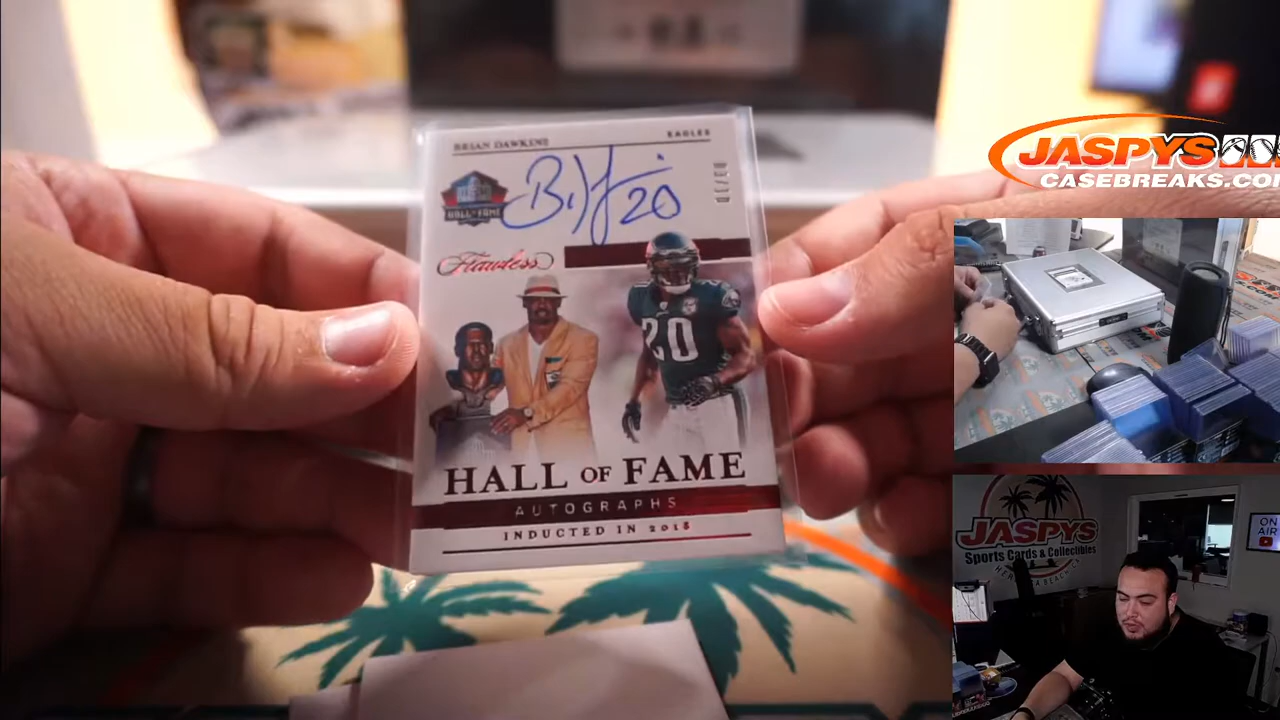 BRIAN DAWKINS
EAGLES
HALL OF FAME
20
Flawless
20
HALL OF FAME
AUTOGRAPHS
INDUCTED IN 2018
JASPYS
CASEBREAKS.CO
JASPYS
Sports Cards & Collectibles
ON
AIR